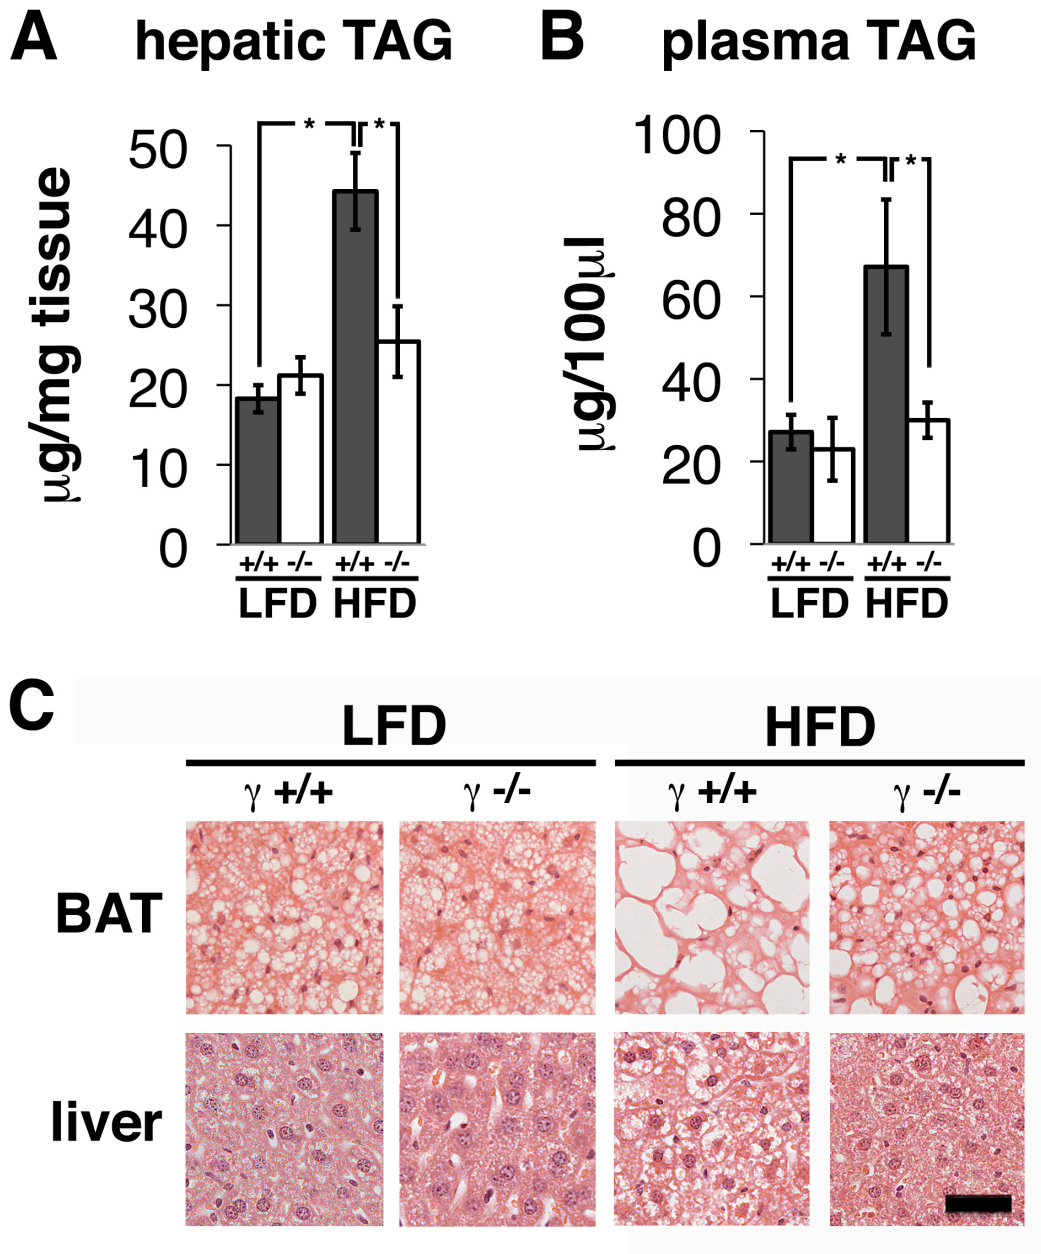 A hepatic TAG
μg/mg tissue
50
40
30
20
10
0
* *
+/+ -/- +/+ -/-
LFD HFD
B plasma TAG
μg/100μl
100
80
60
40
20
0
* *
+/+ -/- +/+ -/-
LFD HFD
C
LFD HFD
γ +/+ γ -/- γ +/+ γ -/-
BAT
liver